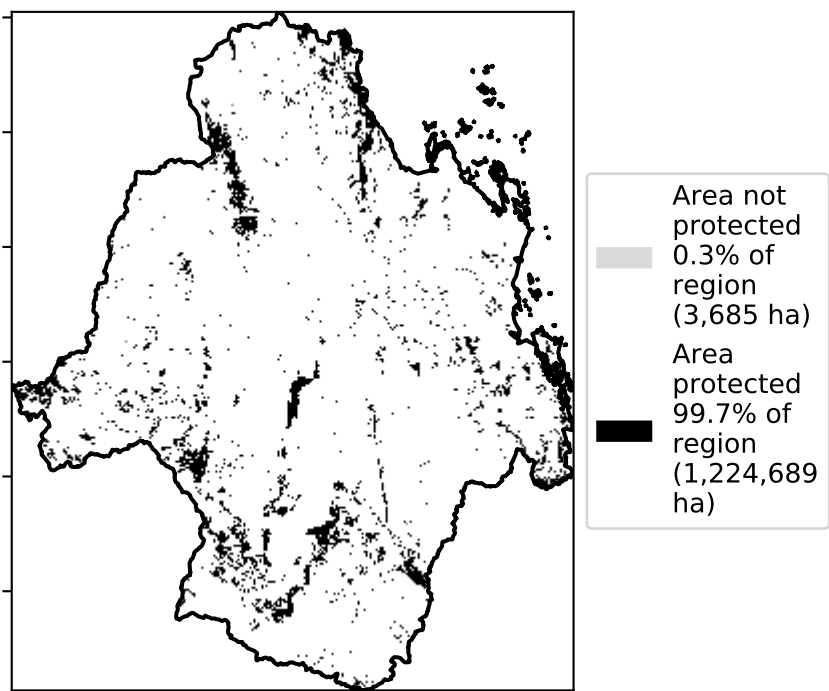 Area not
protected
0.3% of
region
(3,685 ha)
Area
protected
99.7% of
region
(1,224,689
ha)